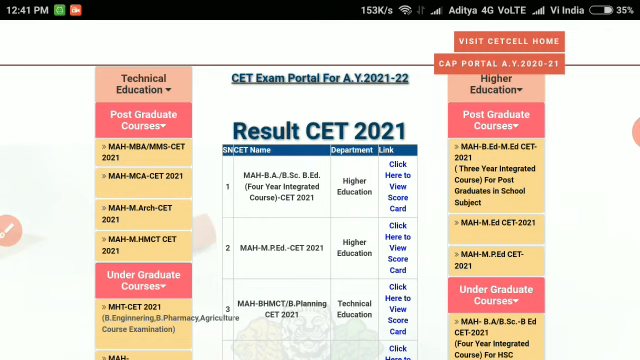 12:41 PM
153K/s
Aditya 4G VoLTE
Vi India
35%
VISIT CETCELL HOME
CAP PORTAL A.Y.2020-21
Technical
Education
Post Graduate
Courses
» MAH-MBA/MMS-CET
2021
» MAH-MCA-CET 2021
» MAH-M.Arch-CET
2021
» MAH-M.HMCT CET
2021
Under Graduate
Courses
» MHT-CET 2021
(B.Enginnering,B.Pharmacy,Agriculture
Course Examination)
» MAH-
CET Exam Portal For A.Y.2021-22
Result CET 2021
SN CET Name Department Link
1 MAH-B.A./B.Sc. B.Ed.
(Four Year Integrated
Course)-CET 2021
Higher
Education
Click
Here to
View
Score
Card
2 MAH-M.P.Ed.-CET 2021
Higher
Education
Click
Here to
View
Score
Card
3 MAH-BHMCT/B.Planning
CET 2021
Technical
Education
Click
Here to
View
Score
Card
Click
Here to
Higher
Education
Post Graduate
Courses
» MAH-B.Ed-M.Ed CET-
2021
( Three Year Integrated
Course) For Post
Graduates in School
Subject
» MAH-M.Ed CET-2021
» MAH-M.P.Ed CET-
2021
Under Graduate
Courses
» MAH- B.A/B.Sc.-B Ed
CET-2021
(Four Year Integrated
Course) For HSC